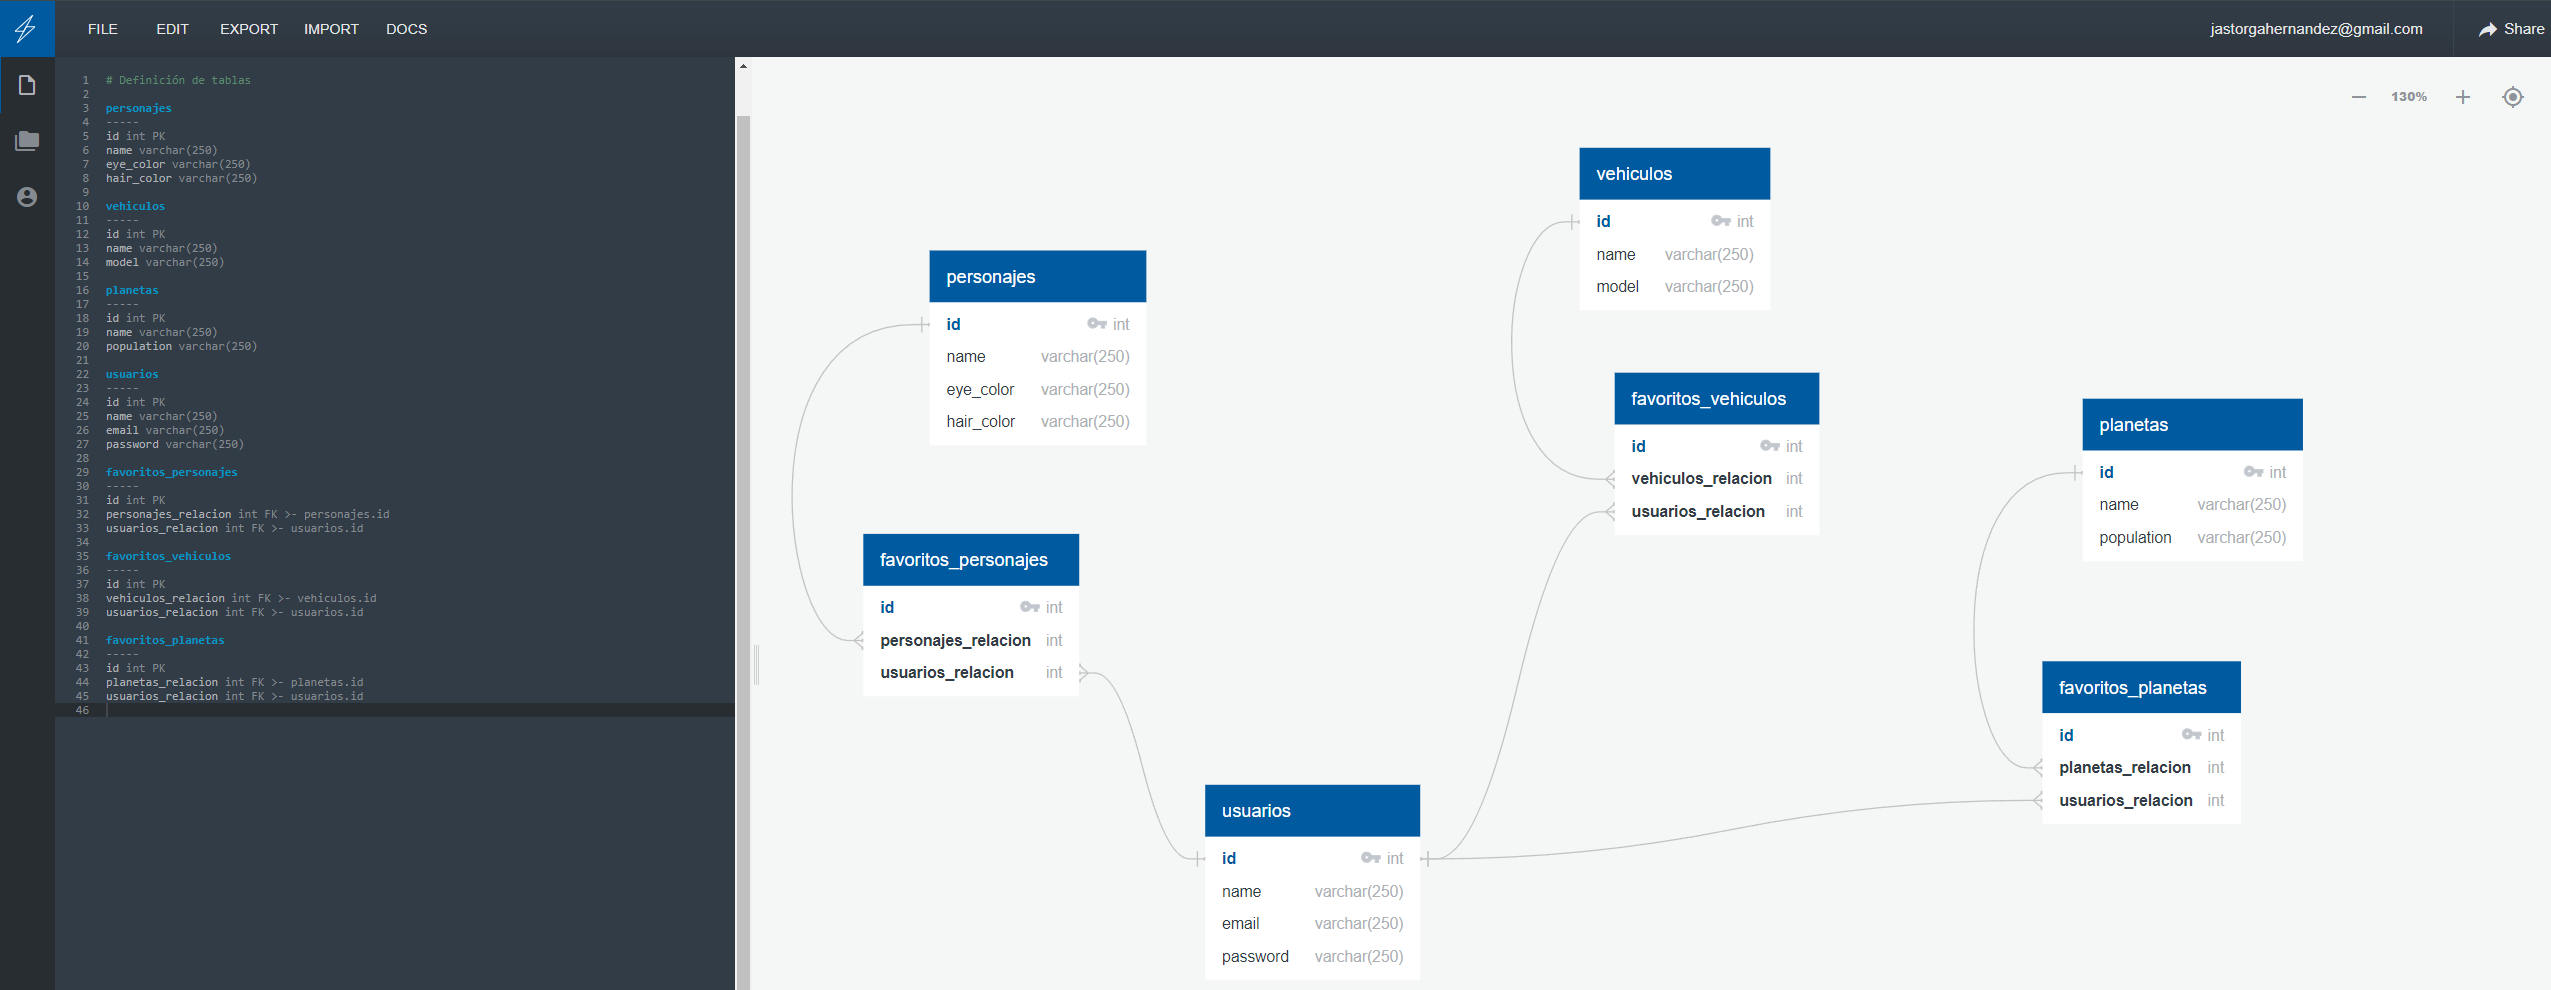 FILE EDIT EXPORT IMPORT DOCS
jastorgahernandez@gmail.com
Share
1 # Definición de tablas
2
3 personajes
4 -----
5 id int PK
6 name varchar(250)
7 eye_color varchar(250)
8 hair_color varchar(250)
9
10 vehiculos
11 -----
12 id int PK
13 name varchar(250)
14 model varchar(250)
15
16 planetas
17 -----
18 id int PK
19 name varchar(250)
20 population varchar(250)
21
22 usuarios
23 -----
24 id int PK
25 name varchar(250)
26 email varchar(250)
27 password varchar(250)
28
29 favoritos_personajes
30 -----
31 id int PK
32 personajes_relacion int FK >- personajes.id
33 usuarios_relacion int FK >- usuarios.id
34
35 favoritos_vehiculos
36 -----
37 id int PK
38 vehiculos_relacion int FK >- vehiculos.id
39 usuarios_relacion int FK >- usuarios.id
40
41 favoritos_planetas
42 -----
43 id int PK
44 planetas_relacion int FK >- planetas.id
45 usuarios_relacion int FK >- usuarios.id
46
130%
personajes
id int
name varchar(250)
eye_color varchar(250)
hair_color varchar(250)
vehiculos
id int
name varchar(250)
model varchar(250)
favoritos_vehiculos
id int
vehiculos_relacion int
usuarios_relacion int
planetas
id int
name varchar(250)
population varchar(250)
favoritos_personajes
id int
personajes_relacion int
usuarios_relacion int
favoritos_planetas
id int
planetas_relacion int
usuarios_relacion int
usuarios
id int
name varchar(250)
email varchar(250)
password varchar(250)